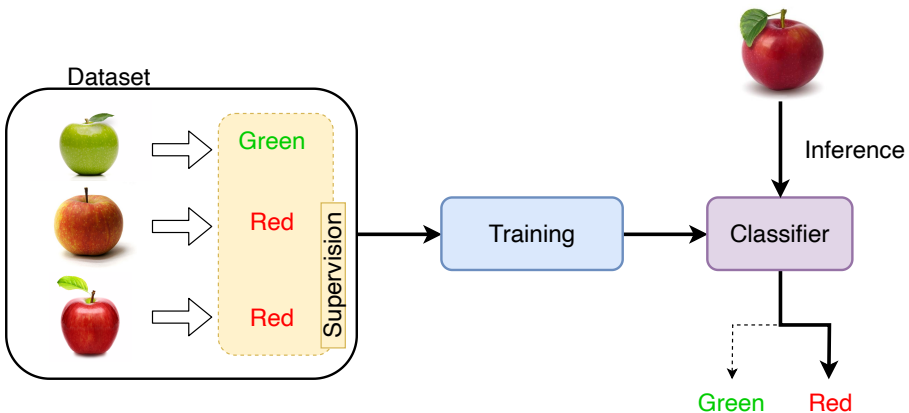 Dataset
Green
Red
Red
Supervision
Training
Inference
Classifier
Green
Red